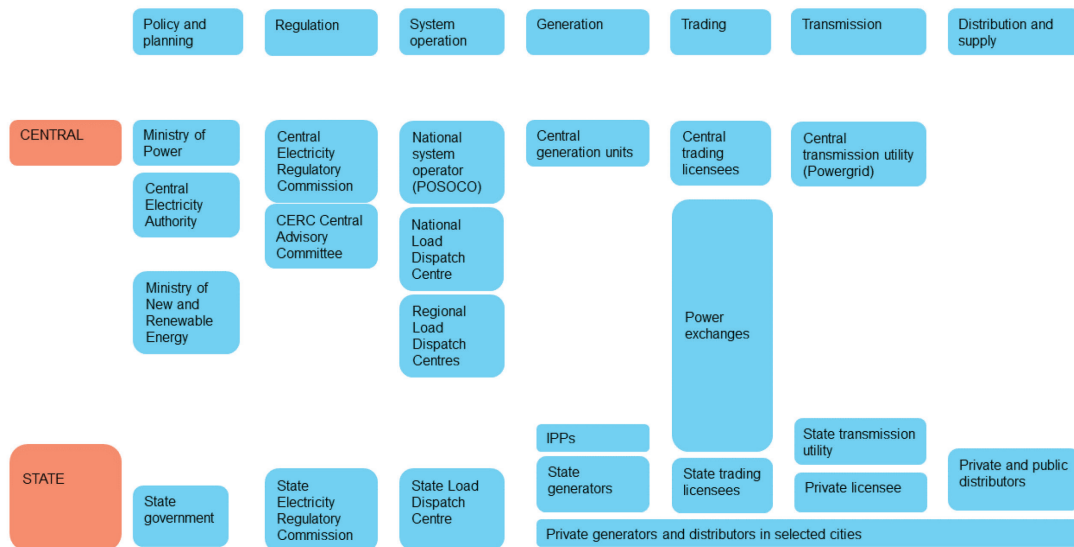 Policy and
planning
Regulation
System
operation
Generation
Trading
Transmission
Distribution and
supply
CENTRAL
Ministry of
Power
Central
Electricity
Regulatory
Commission
National
system
operator
(POSOCO)
Central
generation units
Central
trading
licensees
Central
transmission utility
(Powergrid)
Central
Electricity
Authority
CERC Central
Advisory
Committee
National
Load
Dispatch
Centre
Ministry of
New and
Renewable
Energy
Regional
Load
Dispatch
Centres
Power
exchanges
STATE
State
government
State
Electricity
Regulatory
Commission
State Load
Dispatch
Centre
IPPs
State
generators
State trading
licensees
State transmission
utility
Private licensee
Private and public
distributors
Private generators and distributors in selected cities